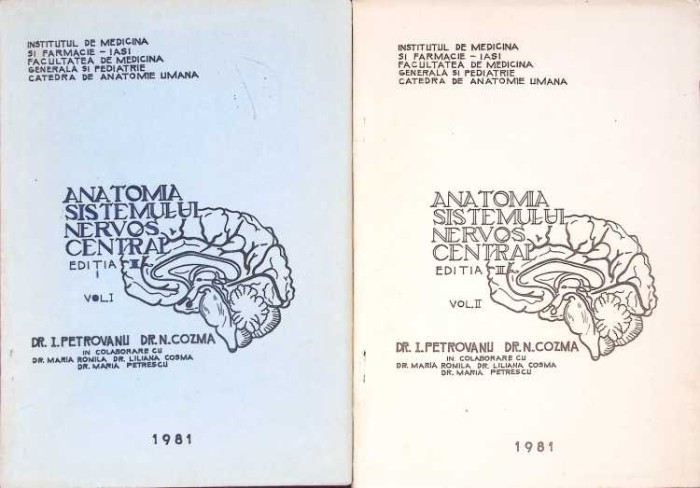 INSTITUTUL DE MEDICINA
SI FARMACIE - IASI
FACULTATEA DE MEDICINA
GENERALA SI PEDIATRIE
CATEDRA DE ANATOMIE UMANA
ANATOMIA
SISTEMULUI
NERVOS
CENTRAL
EDITIA III
VOL. I
DR. I. PETROVANU DR. N. COZMA
IN COLABORARE CU
DR. MARIA ROMILA DR. LILIANA COSMA
DR. MARIA PETRESCU
1981
INSTITUTUL DE MEDICINA
SI FARMACIE - IASI
FACULTATEA DE MEDICINA
GENERALA SI PEDIATRIE
CATEDRA DE ANATOMIE UMANA
ANATOMIA
SISTEMULUI
NERVOS
CENTRAL
EDITIA III
VOL. II
DR. I. PETROVANU DR. N. COZMA
IN COLABORARE CU
DR. MARIA ROMILA DR. LILIANA COSMA
DR. MARIA PETRESCU
1981